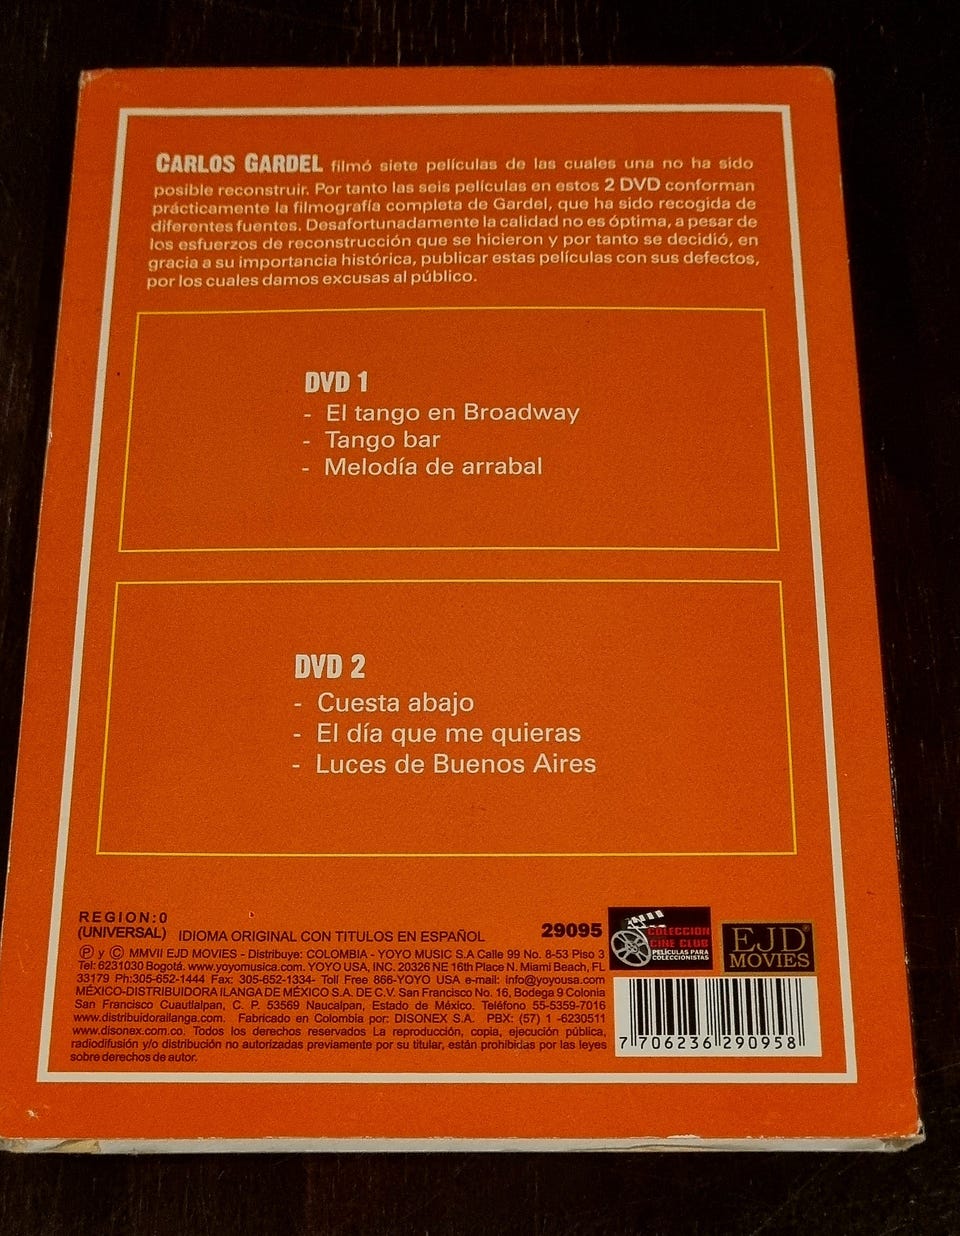 CARLOS GARDEL filmó siete películas de las cuales una no ha sido
posible reconstruir. Por tanto las seis películas en estos 2 DVD conforman
prácticamente la filmografía completa de Gardel, que ha sido recogida de
diferentes fuentes. Desafortunadamente la calidad no es óptima, a pesar de
los esfuerzos de reconstrucción que se hicieron y por tanto se decidió, en
gracia a su importancia histórica, publicar estas películas con sus defectos,
por los cuales damos excusas al público.
DVD 1
- El tango en Broadway
- Tango bar
- Melodía de arrabal
DVD 2
- Cuesta abajo
- El día que me quieras
- Luces de Buenos Aires
REGION:0
(UNIVERSAL) IDIOMA ORIGINAL CON TITULOS EN ESPAÑOL
29095
COLECCION
CINE CLUB
PELÍCULAS PARA
COLECCIONISTAS
EJD®
MOVIES
Ⓟ y Ⓒ MMVII EJD MOVIES - Distribuye: COLOMBIA - YOYO MUSIC S.A Calle 99 No. 8-53 Piso 3
Tel: 6231030 Bogotá. www.yoyomusica.com. YOYO USA, INC. 20326 NE 16th Place N. Miami Beach, FL
33179 Ph:305-652-1444 Fax: 305-652-1334- Toll Free 866-YOYO USA e-mail: info@yoyousa.com
MÉXICO-DISTRIBUIDORA ILANGA DE MÉXICO S.A. DE C.V. San Francisco No. 16, Bodega 9 Colonia
San Francisco Cuautlalpan, C. P. 53569 Naucalpan, Estado de México. Teléfono 55-5359-7016
www.distribuidorailanga.com. Fabricado en Colombia por: DISONEX S.A. PBX: (57) 1 -6230511
www.disonex.com.co. Todos los derechos reservados La reproducción, copia, ejecución pública,
radiodifusión y/o distribución no autorizadas previamente por su titular, están prohibidas por las leyes
sobre derechos de autor.
7 706236 290958